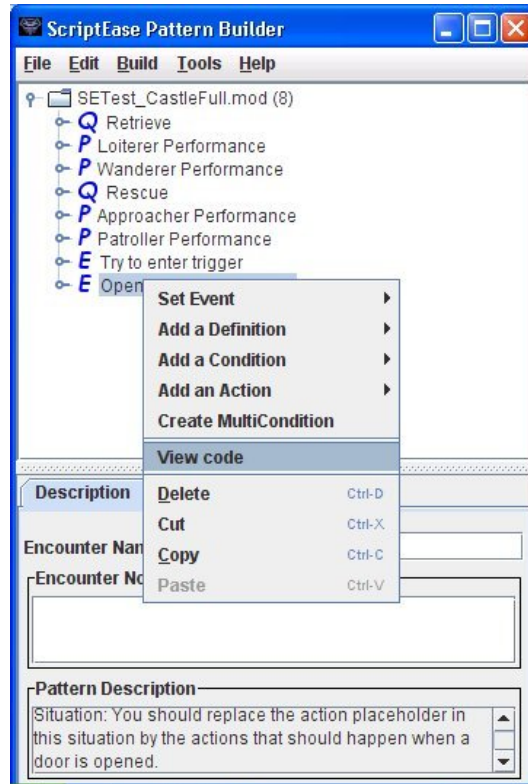 ScriptEase Pattern Builder
File Edit Build Tools Help
SETest_CastleFull.mod (8)
Q Retrieve
P Loiterer Performance
P Wanderer Performance
Q Rescue
P Approacher Performance
P Patroller Performance
E Try to enter trigger
E Open
Set Event
Add a Definition
Add a Condition
Add an Action
Create MultiCondition
View code
Delete Ctrl-D
Cut Ctrl-X
Copy Ctrl-C
Paste Ctrl-V
Description
Encounter Nam
Encounter No
Pattern Description
Situation: You should replace the action placeholder in
this situation by the actions that should happen when a
door is opened.